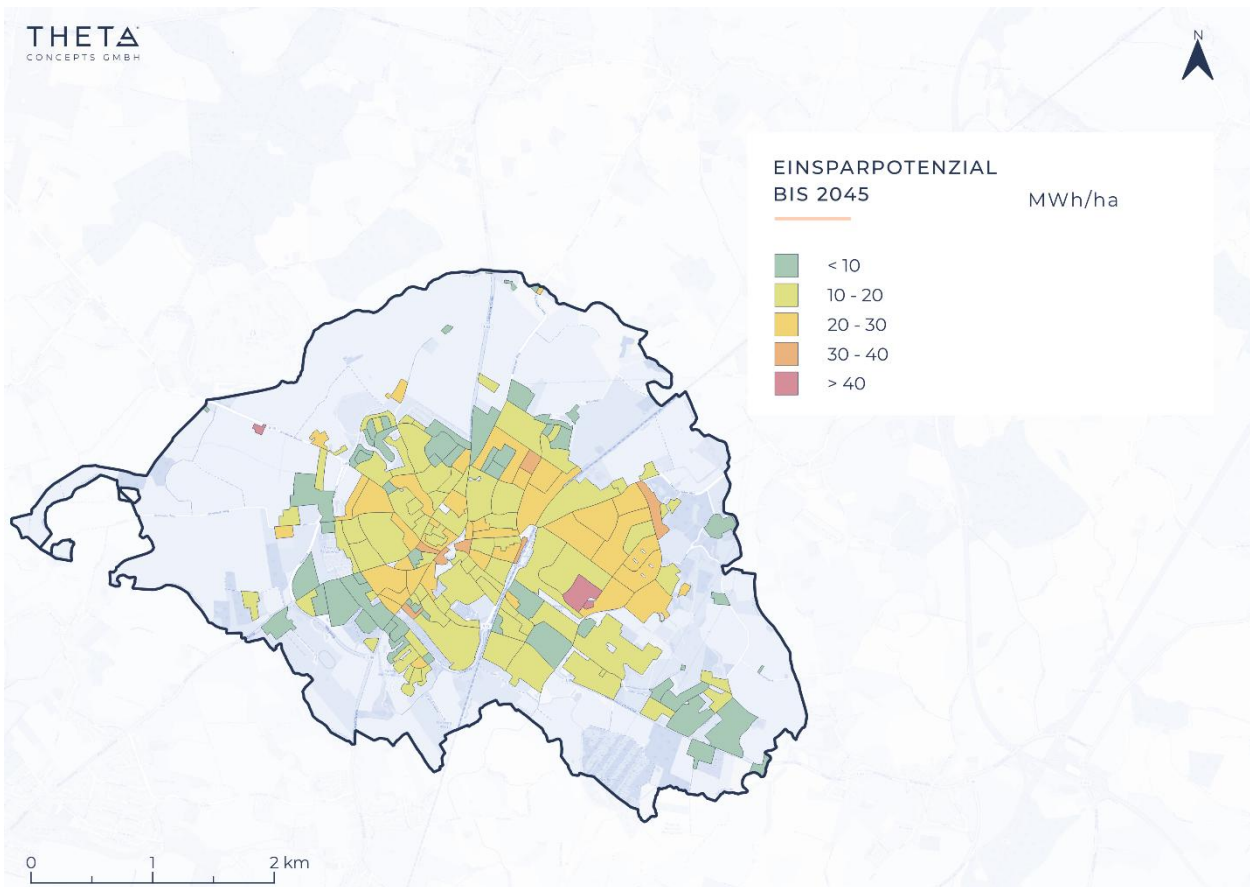 THETA
CONCEPTS GMBH
N
EINSPARPOTENZIAL
BIS 2045
MWh/ha
< 10
10 - 20
20 - 30
30 - 40
> 40
0 1 2 km